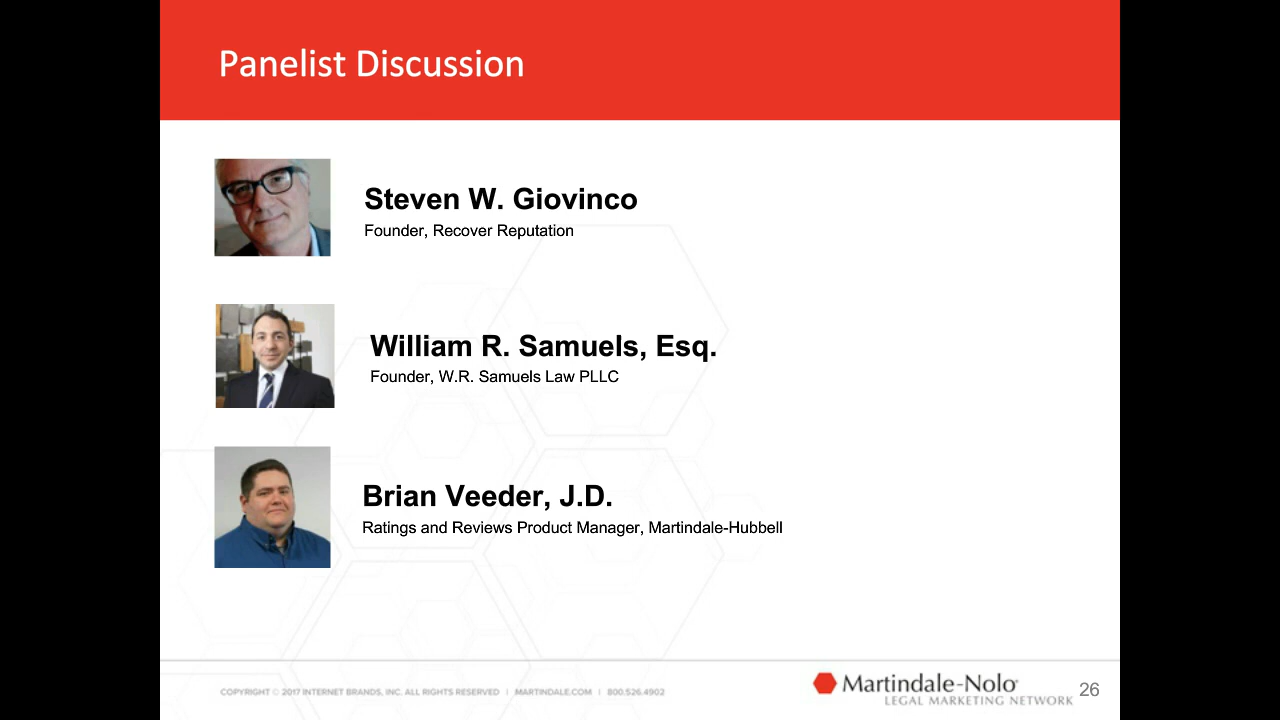 Panelist Discussion
Steven W. Giovinco
Founder, Recover Reputation
William R. Samuels, Esq.
Founder, W.R. Samuels Law PLLC
Brian Veeder, J.D.
Ratings and Reviews Product Manager, Martindale-Hubbell
COPYRIGHT © 2017 INTERNET BRANDS, INC. ALL RIGHTS RESERVED | MARTINDALE.COM | 800.526.4902
Martindale-Nolo®
LEGAL MARKETING NETWORK
26